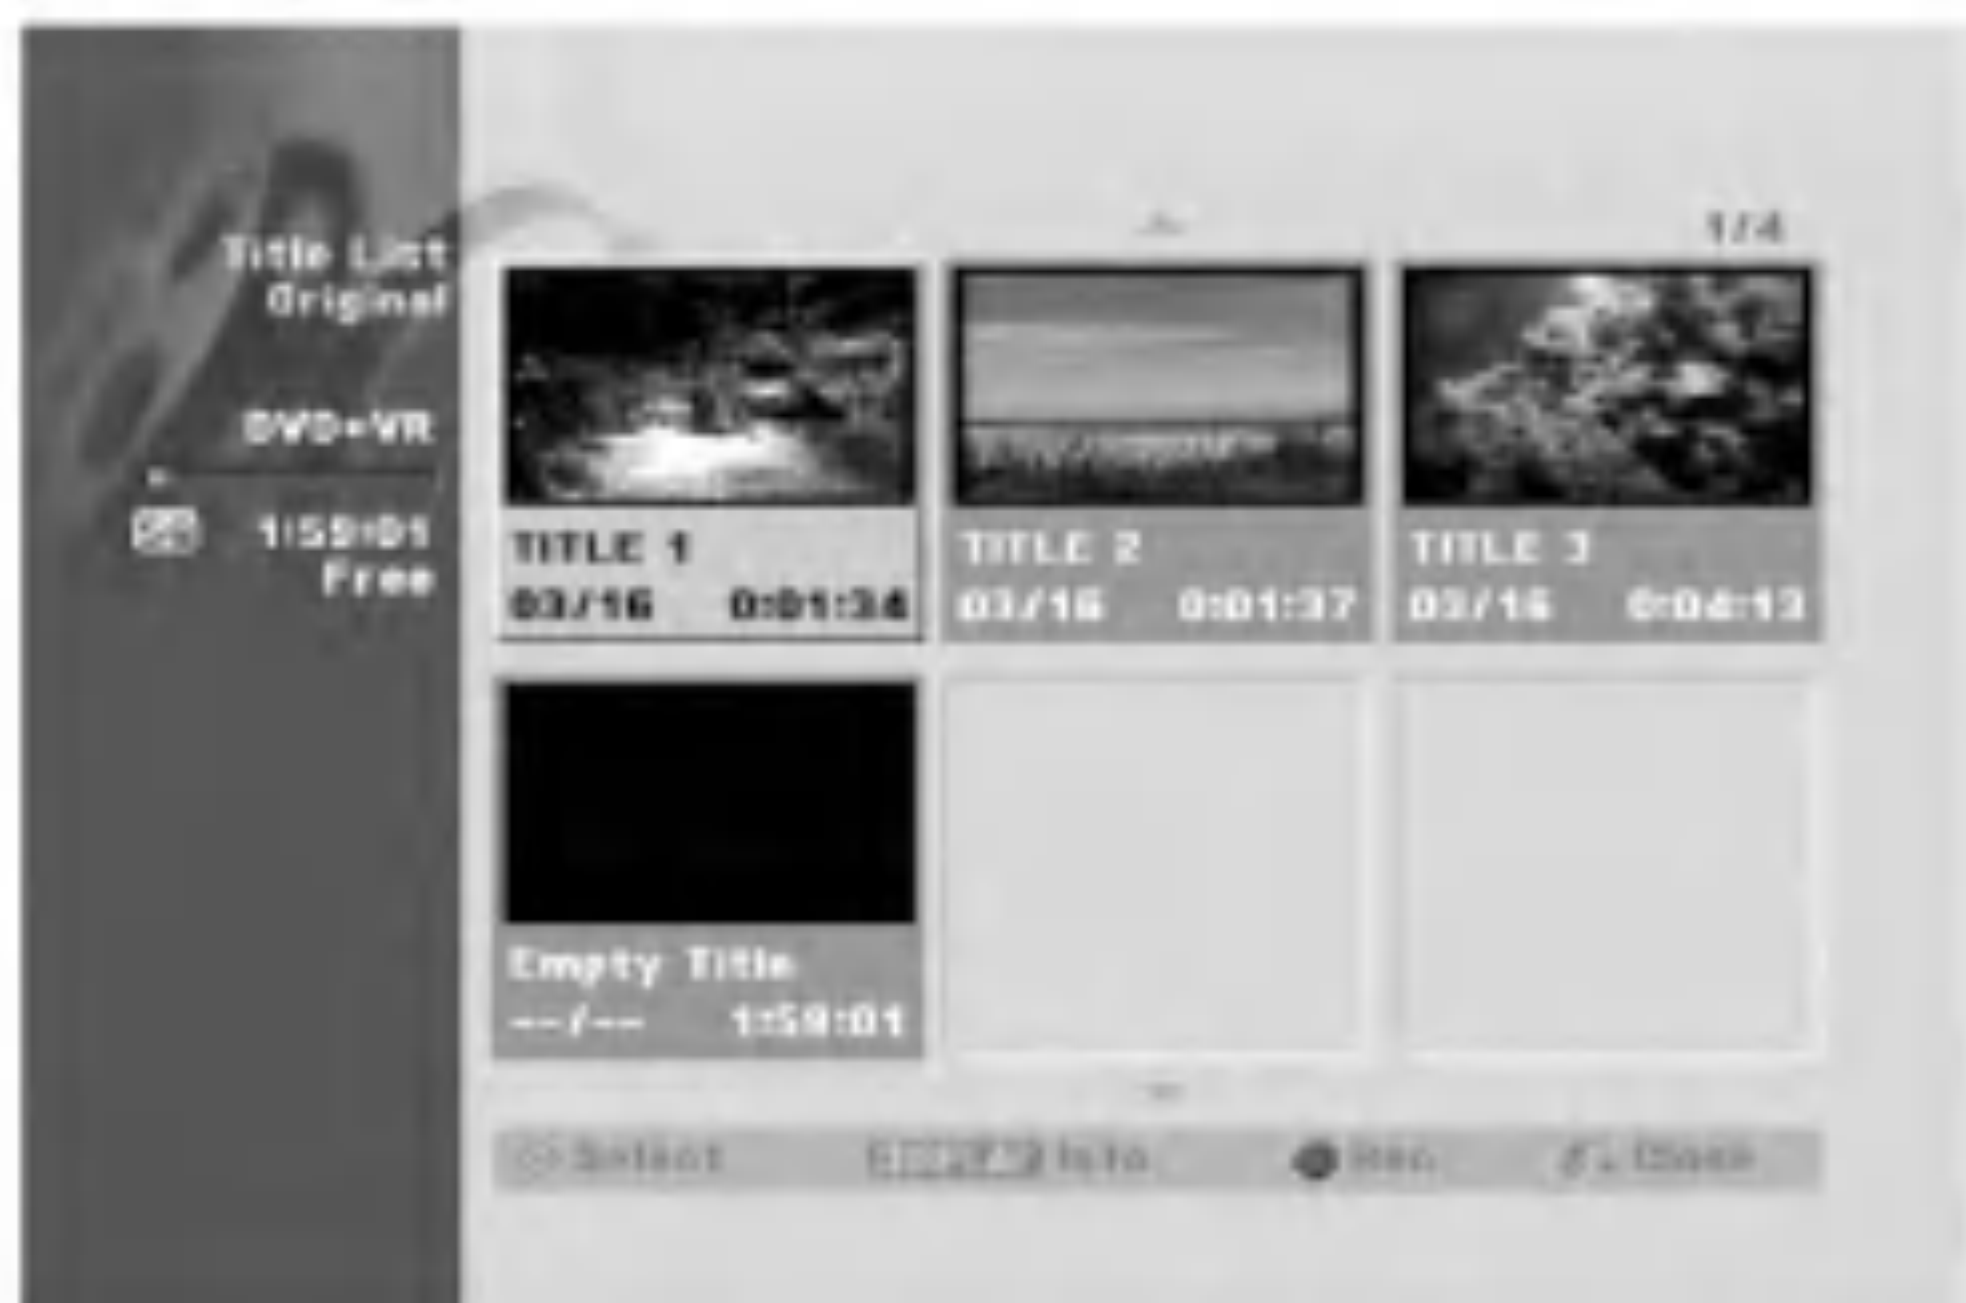 Title List
Original
DVD+VR
1:59:01
Free
1/4
TITLE 1
03/16 0:01:34
TITLE 2
03/16 0:01:37
TITLE 3
03/16 0:04:13
Empty Title
--/-- 1:59:01
Select Info Rec. Close